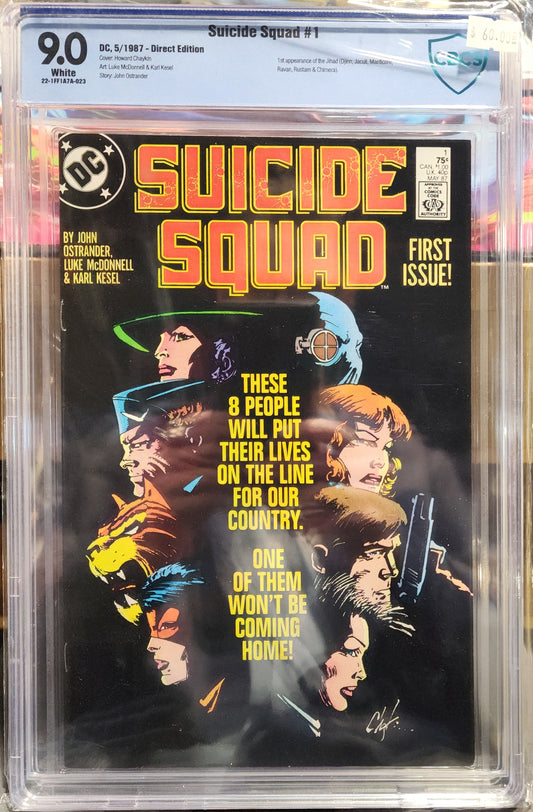 Suicide Squad #1
9.0
White
22-1FF1A7A-023
DC, 5/1987 - Direct Edition
Cover: Howard Chaykin
Art: Luke McDonnell & Karl Kesel
Story: John Ostrander
1st appearance of the Jihad (Djinn, Jaculi, Manticore,
Ravan, Rustam & Chimera).
CBCS
$ 60.00
DC
SUICIDE
SQUAD
TM
1
75¢
CAN. $1.00
U.K. 40p
MAY 87
APPROVED
BY THE
COMICS
CODE
AUTHORITY
BY JOHN
OSTRANDER,
LUKE McDONNELL
& KARL KESEL
FIRST
ISSUE!
THESE
8 PEOPLE
WILL PUT
THEIR LIVES
ON THE LINE
FOR OUR
COUNTRY.
ONE
OF THEM
WON'T BE
COMING
HOME!